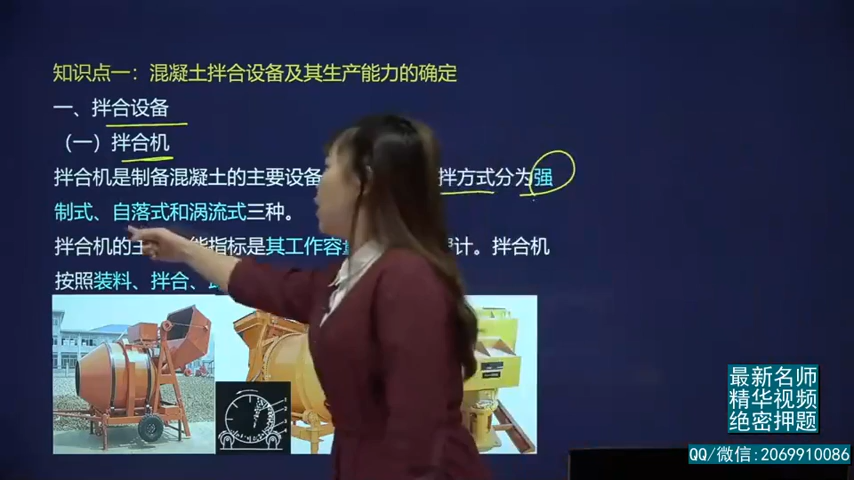 知识点一：混凝土拌合设备及其生产能力的确定
一、拌合设备
（一）拌合机
拌合机是制备混凝土的主要设备 拌方式分为强
制式、自落式和涡流式三种。
拌合机的主 能指标是其工作容 计。拌合机
按照装料、拌合、
最新名师
精华视频
绝密押题
QQ/微信:2069910086